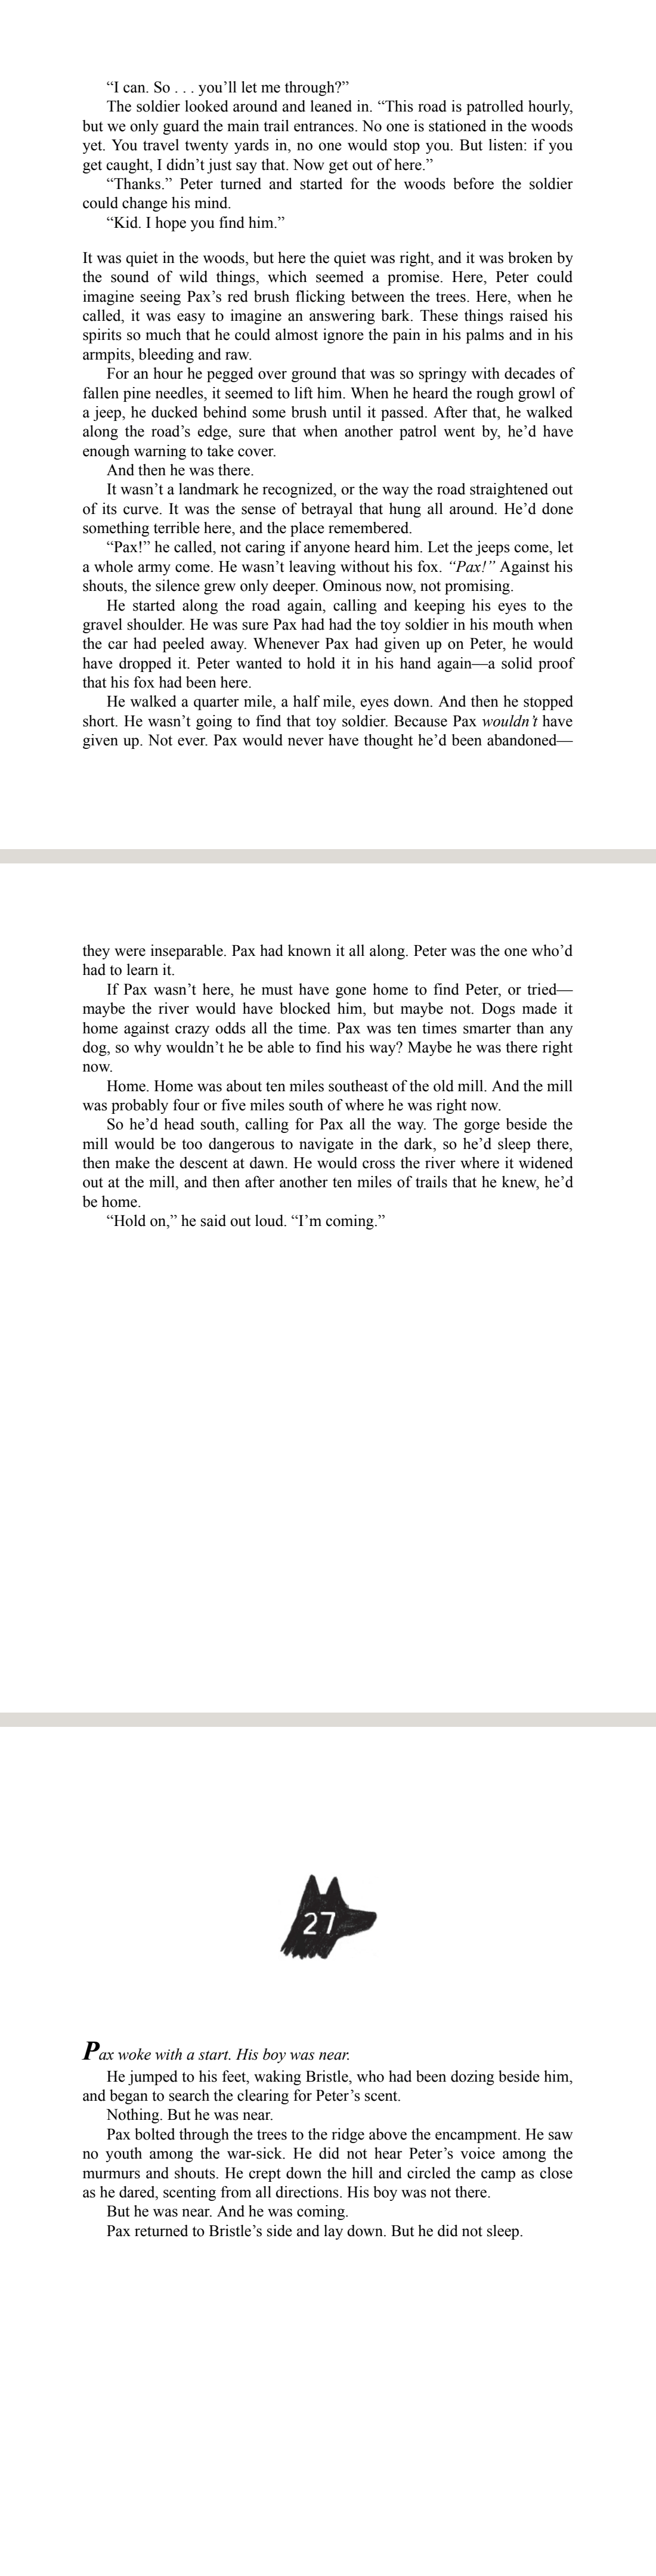 “I can. So . . . you’ll let me through?”
The soldier looked around and leaned in. “This road is patrolled hourly,
but we only guard the main trail entrances. No one is stationed in the woods
yet. You travel twenty yards in, no one would stop you. But listen: if you
get caught, I didn’t just say that. Now get out of here.”
“Thanks.” Peter turned and started for the woods before the soldier
could change his mind.
“Kid. I hope you find him.”
It was quiet in the woods, but here the quiet was right, and it was broken by
the sound of wild things, which seemed a promise. Here, Peter could
imagine seeing Pax’s red brush flicking between the trees. Here, when he
called, it was easy to imagine an answering bark. These things raised his
spirits so much that he could almost ignore the pain in his palms and in his
armpits, bleeding and raw.
For an hour he pegged over ground that was so springy with decades of
fallen pine needles, it seemed to lift him. When he heard the rough growl of
a jeep, he ducked behind some brush until it passed. After that, he walked
along the road’s edge, sure that when another patrol went by, he’d have
enough warning to take cover.
And then he was there.
It wasn’t a landmark he recognized, or the way the road straightened out
of its curve. It was the sense of betrayal that hung all around. He’d done
something terrible here, and the place remembered.
“Pax!” he called, not caring if anyone heard him. Let the jeeps come, let
a whole army come. He wasn’t leaving without his fox. “Pax!” Against his
shouts, the silence grew only deeper. Ominous now, not promising.
He started along the road again, calling and keeping his eyes to the
gravel shoulder. He was sure Pax had had the toy soldier in his mouth when
the car had peeled away. Whenever Pax had given up on Peter, he would
have dropped it. Peter wanted to hold it in his hand again—a solid proof
that his fox had been here.
He walked a quarter mile, a half mile, eyes down. And then he stopped
short. He wasn’t going to find that toy soldier. Because Pax wouldn’t have
given up. Not ever. Pax would never have thought he’d been abandoned—
they were inseparable. Pax had known it all along. Peter was the one who’d
had to learn it.
If Pax wasn’t here, he must have gone home to find Peter, or tried—
maybe the river would have blocked him, but maybe not. Dogs made it
home against crazy odds all the time. Pax was ten times smarter than any
dog, so why wouldn’t he be able to find his way? Maybe he was there right
now.
Home. Home was about ten miles southeast of the old mill. And the mill
was probably four or five miles south of where he was right now.
So he’d head south, calling for Pax all the way. The gorge beside the
mill would be too dangerous to navigate in the dark, so he’d sleep there,
then make the descent at dawn. He would cross the river where it widened
out at the mill, and then after another ten miles of trails that he knew, he’d
be home.
“Hold on,” he said out loud. “I’m coming.”
27
Pax woke with a start. His boy was near.
He jumped to his feet, waking Bristle, who had been dozing beside him,
and began to search the clearing for Peter’s scent.
Nothing. But he was near.
Pax bolted through the trees to the ridge above the encampment. He saw
no youth among the war-sick. He did not hear Peter’s voice among the
murmurs and shouts. He crept down the hill and circled the camp as close
as he dared, scenting from all directions. His boy was not there.
But he was near. And he was coming.
Pax returned to Bristle’s side and lay down. But he did not sleep.